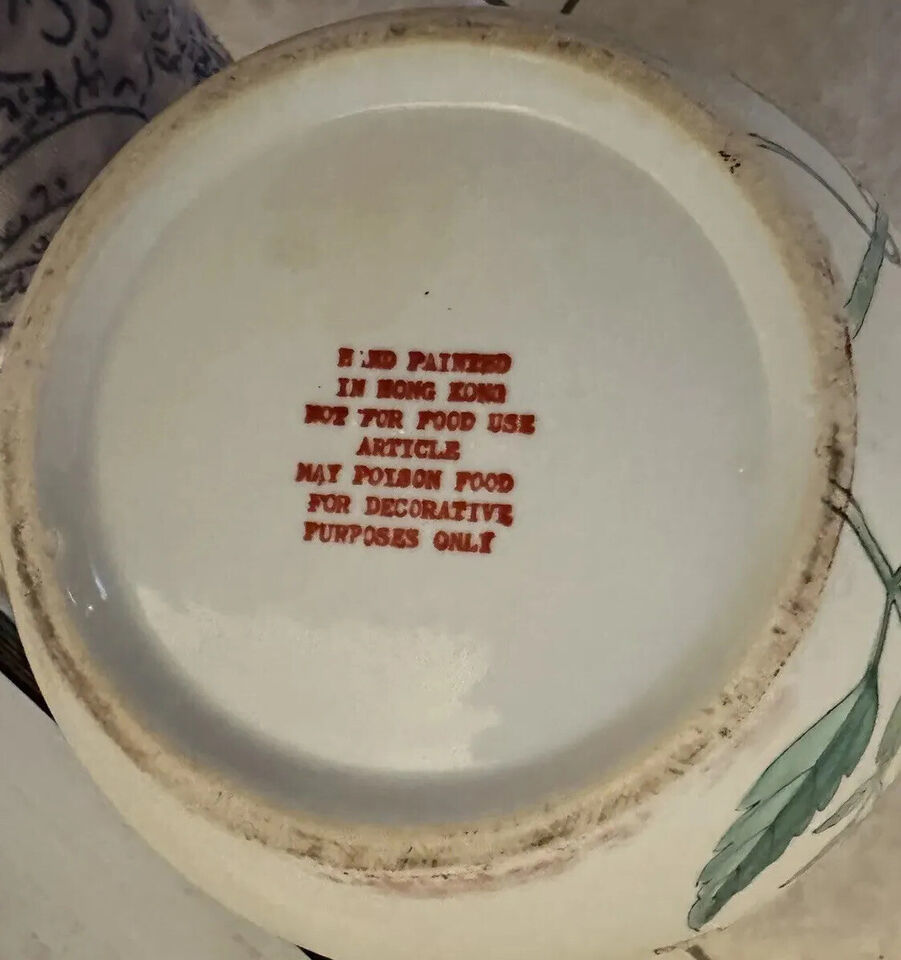 HAND PAINTED
IN HONG KONG
NOT FOR FOOD USE
ARTICLE
MAY POISON FOOD
FOR DECORATIVE
PURPOSES ONLY